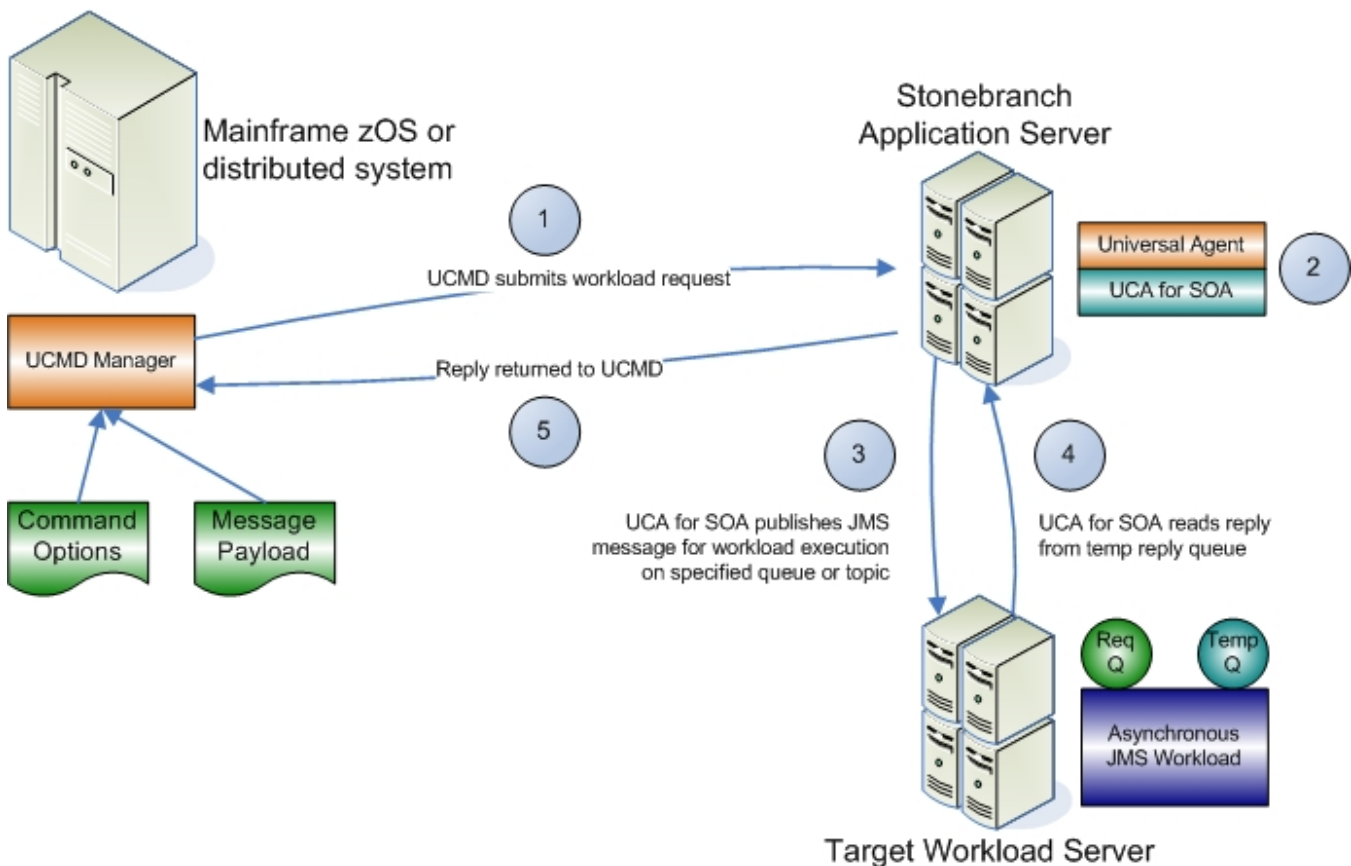 Mainframe zOS or
distributed system
Stonebranch
Application Server
1
UCMD submits workload request
Universal Agent
UCA for SOA
2
UCMD Manager
Reply returned to UCMD
5
3
4
Command
Options
Message
Payload
UCA for SOA publishes JMS
message for workload execution
on specified queue or topic
UCA for SOA reads reply
from temp reply queue
Req
Q
Temp
Q
Asynchronous
JMS Workload
Target Workload Server